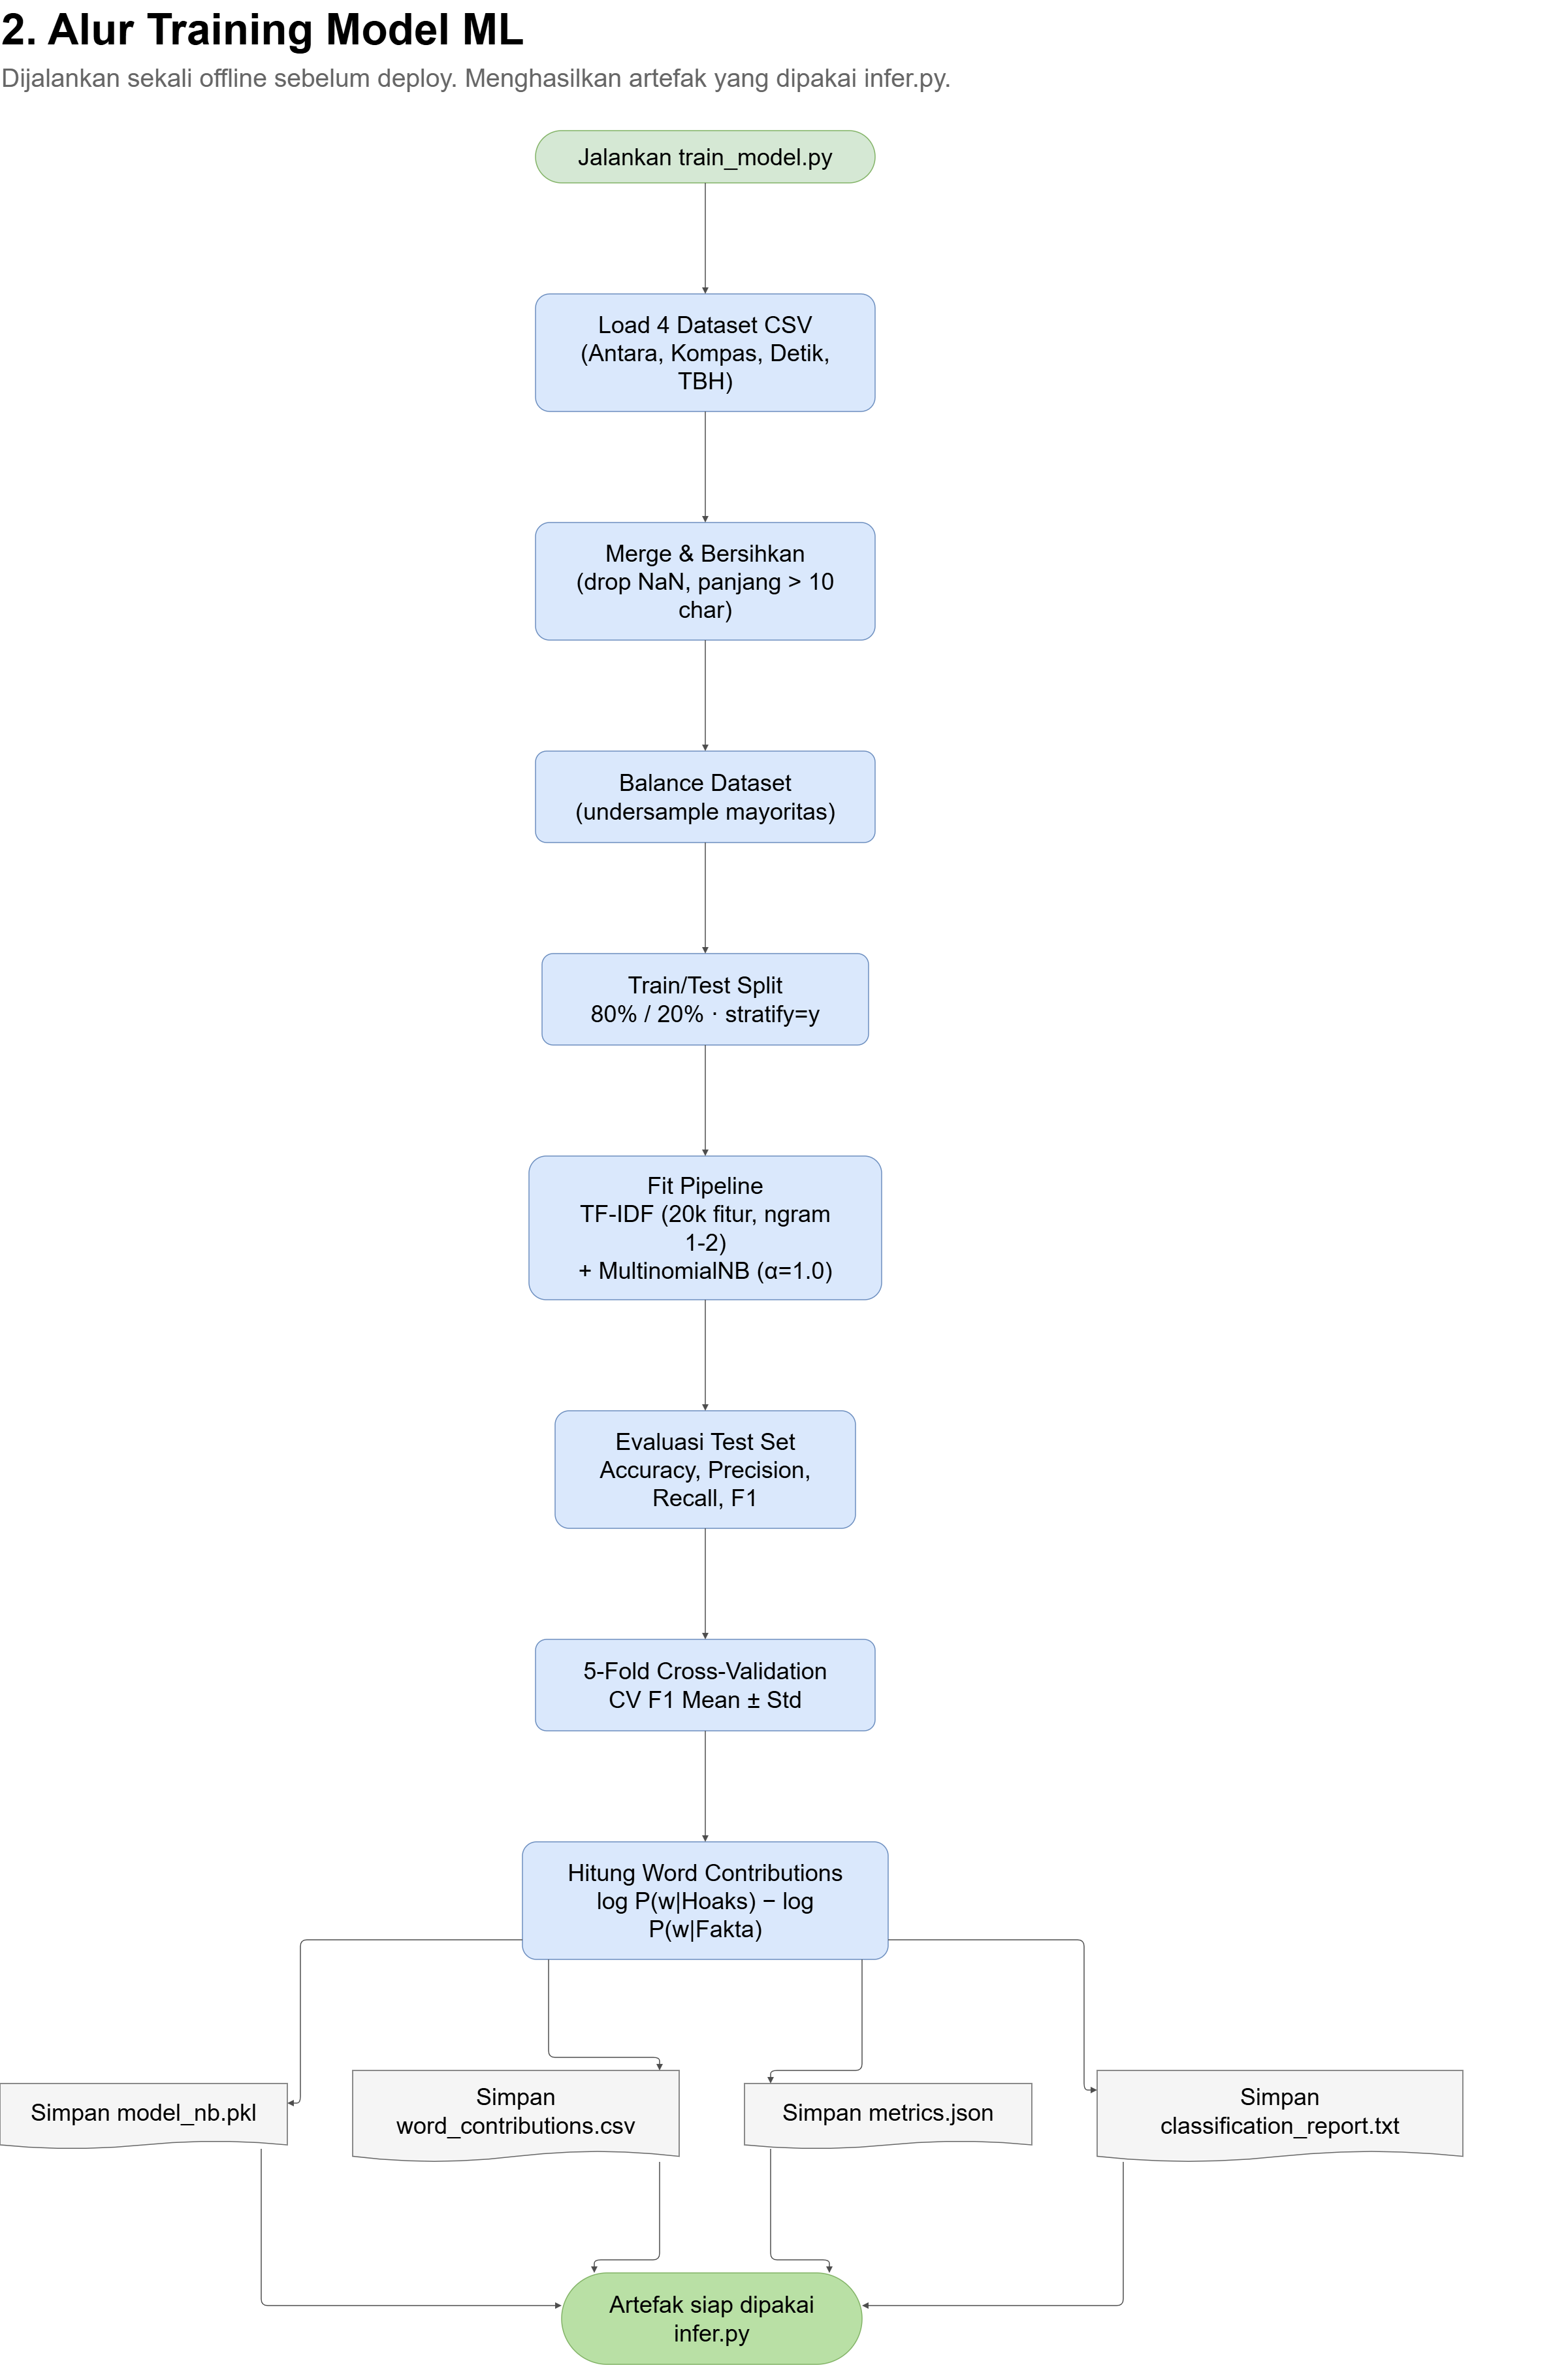 2. Alur Training Model ML
Dijalankan sekali offline sebelum deploy. Menghasilkan artefak yang dipakai infer.py.
Jalankan train_model.py
Load 4 Dataset CSV
(Antara, Kompas, Detik,
TBH)
Merge & Bersihkan
(drop NaN, panjang > 10
char)
Balance Dataset
(undersample mayoritas)
Train/Test Split
80% / 20% · stratify=y
Fit Pipeline
TF-IDF (20k fitur, ngram
1-2)
+ MultinomialNB (α=1.0)
Evaluasi Test Set
Accuracy, Precision,
Recall, F1
5-Fold Cross-Validation
CV F1 Mean ± Std
Hitung Word Contributions
log P(w|Hoaks) − log
P(w|Fakta)
Simpan model_nb.pkl
Simpan
word_contributions.csv
Simpan metrics.json
Simpan
classification_report.txt
Artefak siap dipakai
infer.py